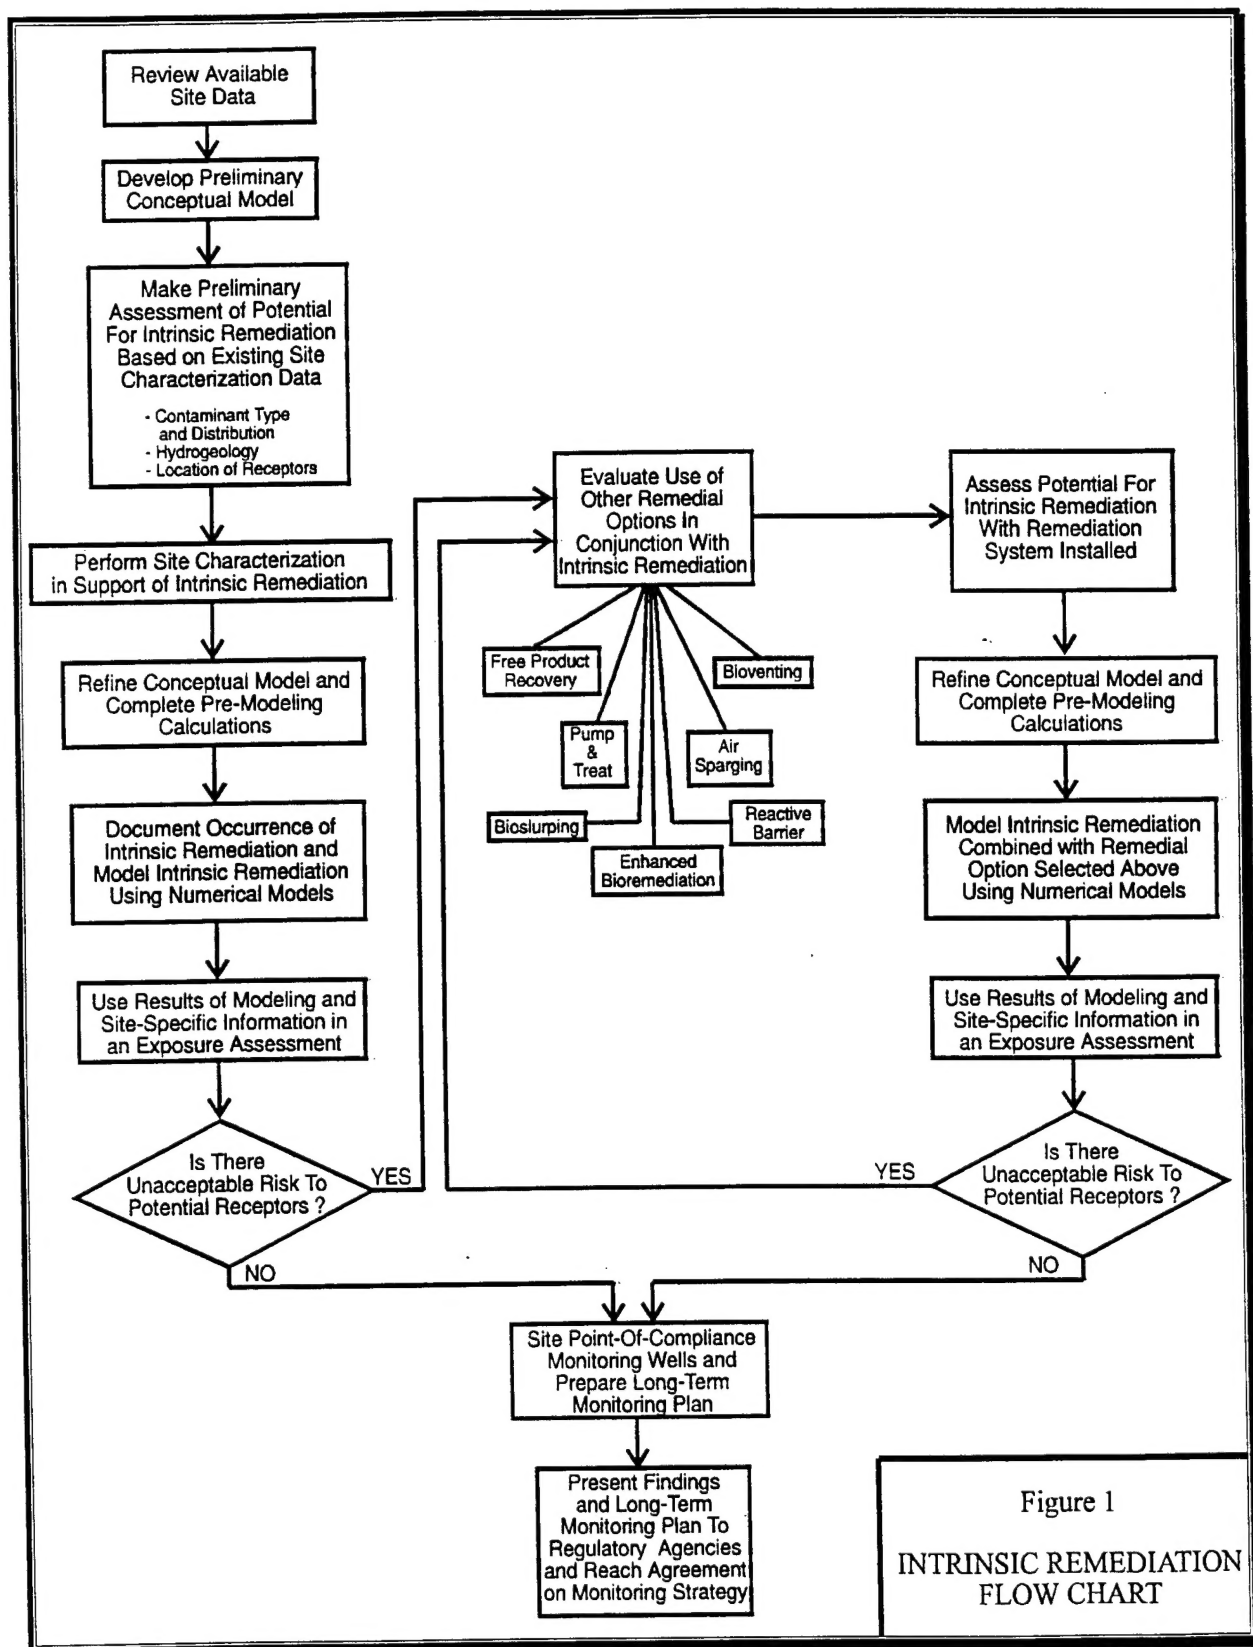 Review Available
Site Data
Develop Preliminary
Conceptual Model
Make Preliminary
Assessment of Potential
For Intrinsic Remediation
Based on Existing Site
Characterization Data
- Contaminant Type
and Distribution
- Hydrogeology
- Location of Receptors
Perform Site Characterization
in Support of Intrinsic Remediation
Refine Conceptual Model and
Complete Pre-Modeling
Calculations
Document Occurrence of
Intrinsic Remediation and
Model Intrinsic Remediation
Using Numerical Models
Use Results of Modeling and
Site-Specific Information in
an Exposure Assessment
Is There
Unacceptable Risk To
Potential Receptors ?
YES
NO
Evaluate Use of
Other Remedial
Options In
Conjunction With
Intrinsic Remediation
Free Product
Recovery
Bioventing
Pump
&
Treat
Air
Sparging
Bioslurping
Reactive
Barrier
Enhanced
Bioremediation
Assess Potential For
Intrinsic Remediation
With Remediation
System Installed
Refine Conceptual Model and
Complete Pre-Modeling
Calculations
Model Intrinsic Remediation
Combined with Remedial
Option Selected Above
Using Numerical Models
Use Results of Modeling and
Site-Specific Information in
an Exposure Assessment
Is There
Unacceptable Risk To
Potential Receptors ?
YES
NO
Site Point-Of-Compliance
Monitoring Wells and
Prepare Long-Term
Monitoring Plan
Present Findings
and Long-Term
Monitoring Plan To
Regulatory Agencies
and Reach Agreement
on Monitoring Strategy
Figure 1
INTRINSIC REMEDIATION
FLOW CHART